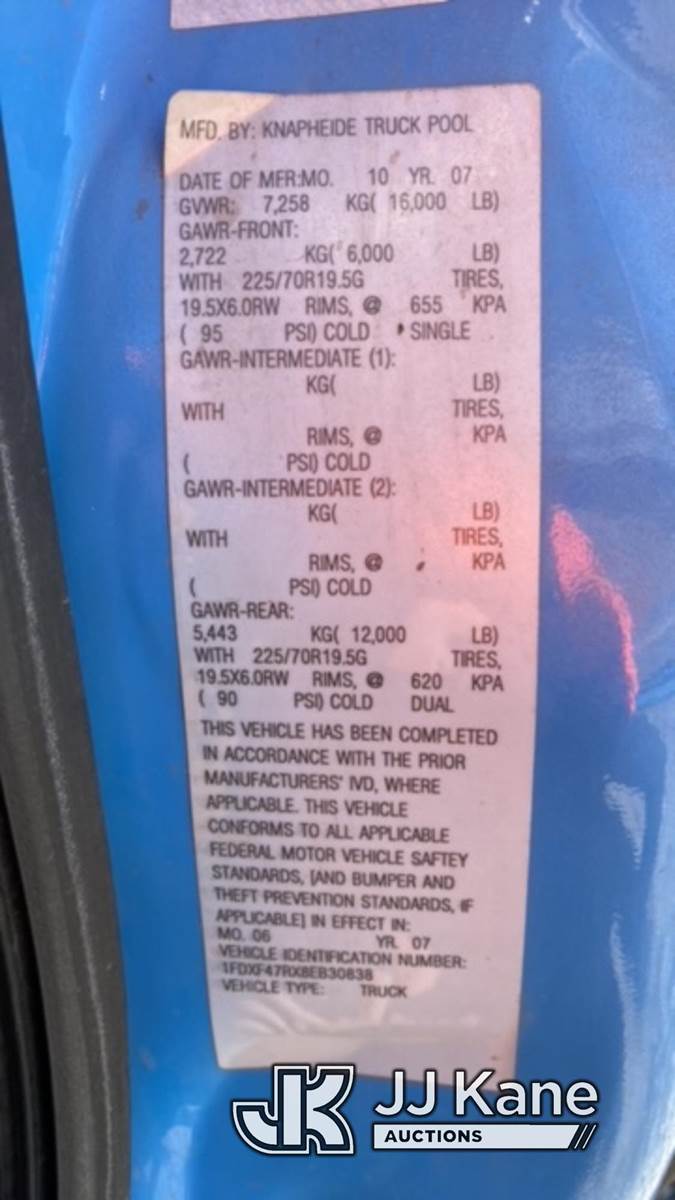 MFD. BY: KNAPHEIDE TRUCK POOL
DATE OF MFR:MO. 10 YR. 07
GVWR: 7,258 KG( 16,000 LB)
GAWR-FRONT:
2,722 KG( 6,000 LB)
WITH 225/70R19.5G TIRES,
19.5X6.0RW RIMS, @ 655 KPA
( 95 PSI) COLD SINGLE
GAWR-INTERMEDIATE (1):
KG( LB)
WITH TIRES,
RIMS, @ KPA
( PSI) COLD
GAWR-INTERMEDIATE (2):
KG( LB)
WITH TIRES,
RIMS, @ KPA
( PSI) COLD
GAWR-REAR:
5,443 KG( 12,000 LB)
WITH 225/70R19.5G TIRES,
19.5X6.0RW RIMS, @ 620 KPA
( 90 PSI) COLD DUAL
THIS VEHICLE HAS BEEN COMPLETED
IN ACCORDANCE WITH THE PRIOR
MANUFACTURERS' IVD, WHERE
APPLICABLE. THIS VEHICLE
CONFORMS TO ALL APPLICABLE
FEDERAL MOTOR VEHICLE SAFTEY
STANDARDS, [AND BUMPER AND
THEFT PREVENTION STANDARDS, IF
APPLICABLE] IN EFFECT IN:
MO. 06 YR. 07
VEHICLE IDENTIFICATION NUMBER:
1FDXF47RX8EB30838
VEHICLE TYPE: TRUCK
JK JJ Kane
AUCTIONS